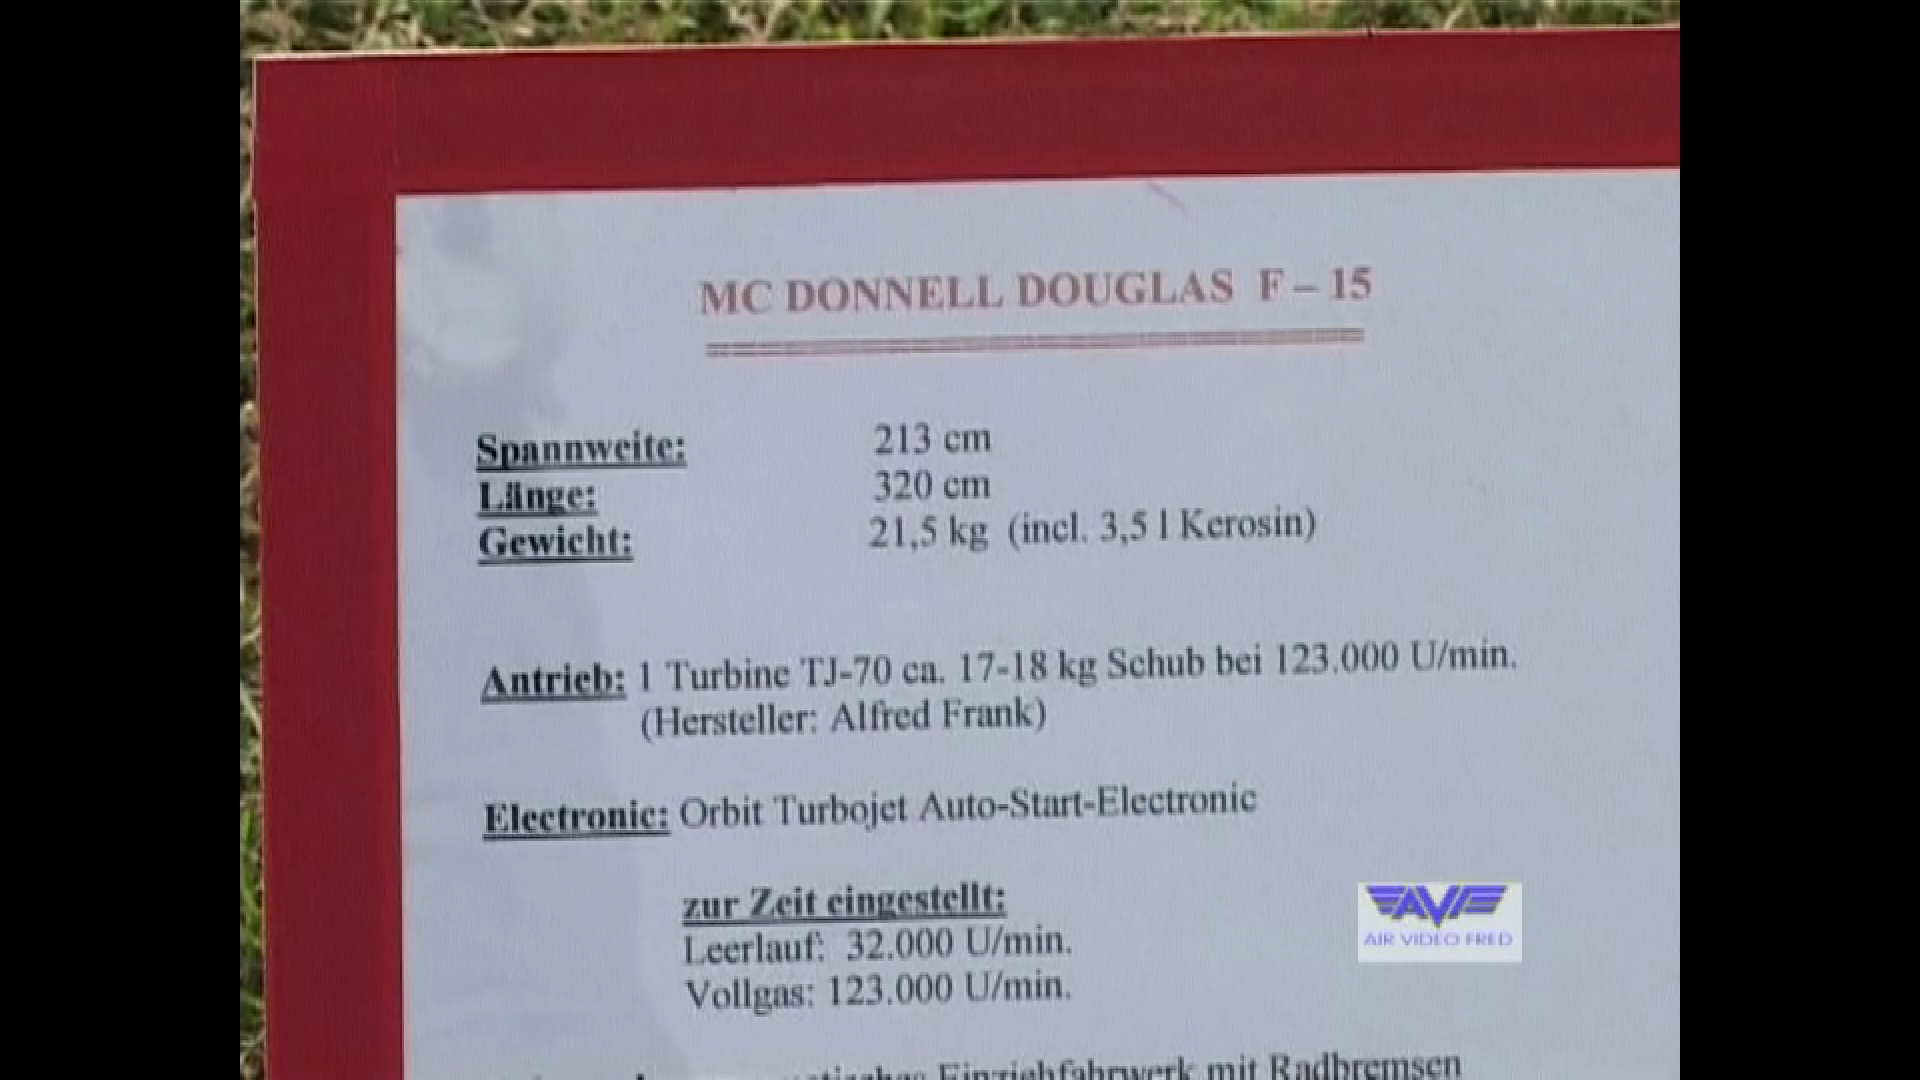 MC DONNELL DOUGLAS F – 15
Spannweite: 213 cm
Länge: 320 cm
Gewicht: 21,5 kg (incl. 3,5 l Kerosin)
Antrieb: 1 Turbine TJ-70 ca. 17-18 kg Schub bei 123.000 U/min.
(Hersteller: Alfred Frank)
Electronic: Orbit Turbojet Auto-Start-Electronic
zur Zeit eingestellt:
Leerlauf: 32.000 U/min.
Vollgas: 123.000 U/min.
AVF
AIR VIDEO FRED
Einziehfahrwerk mit Radbremsen